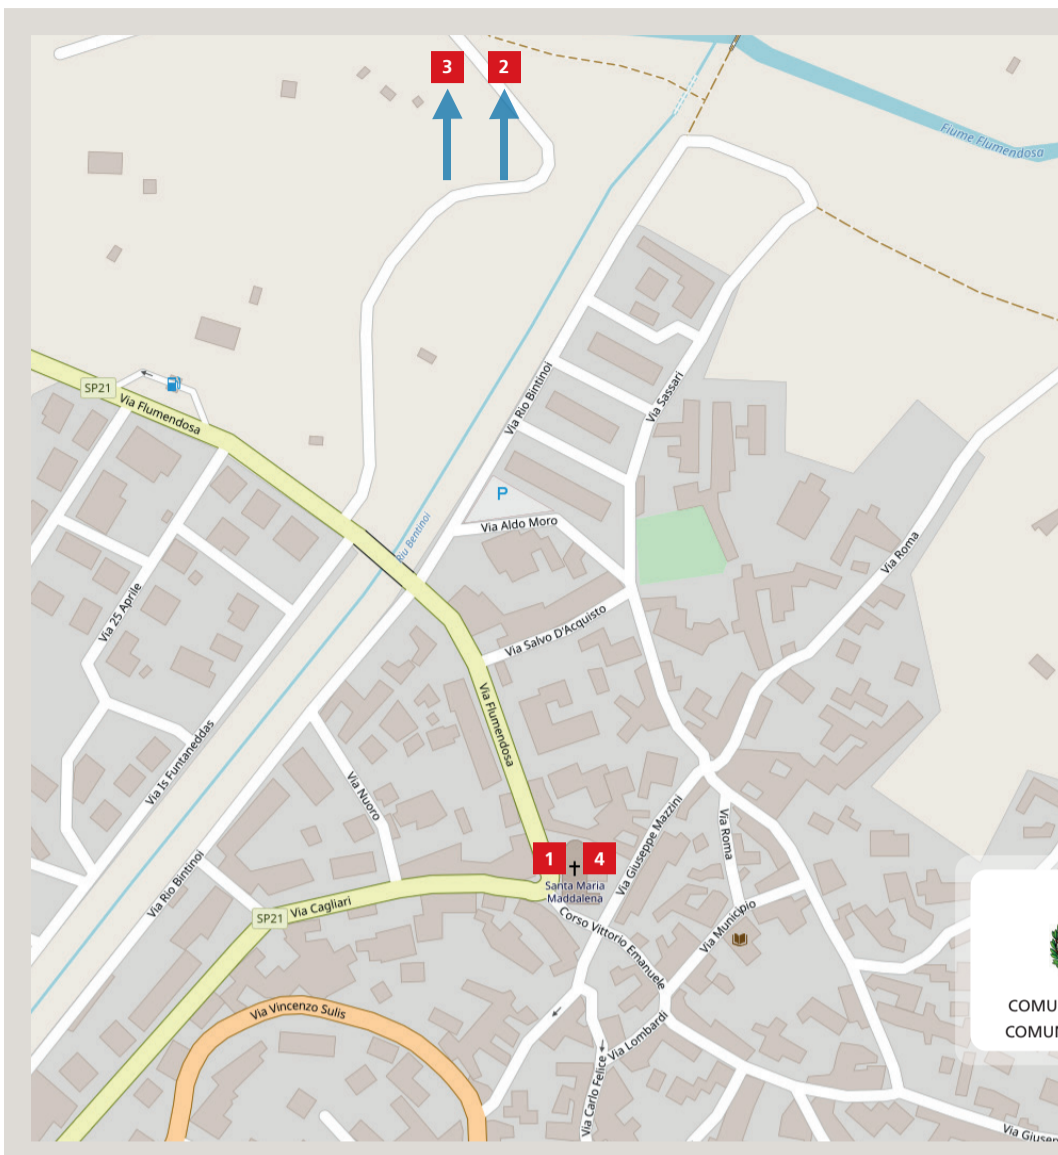 3
2
Fiume Flumendosa
SP21
Via Flumendosa
Via Rio Bintinoi
Via Sassari
P
Via Aldo Moro
Riu Bentinoi
Via Roma
Via 25 Aprile
Via Salvo D'Acquisto
Via Flumendosa
Via Is Funtaneddas
Via Nuoro
Via Giuseppe Mazzini
Via Roma
1
4
Santa Maria
Maddalena
Via Rio Bintinoi
SP21
Via Cagliari
Corso Vittorio Emanuele
Via Municipio
Via Vincenzo Sulis
COMU
COMUN
Via Lombardi
Via Carlo Felice
Via Giusep